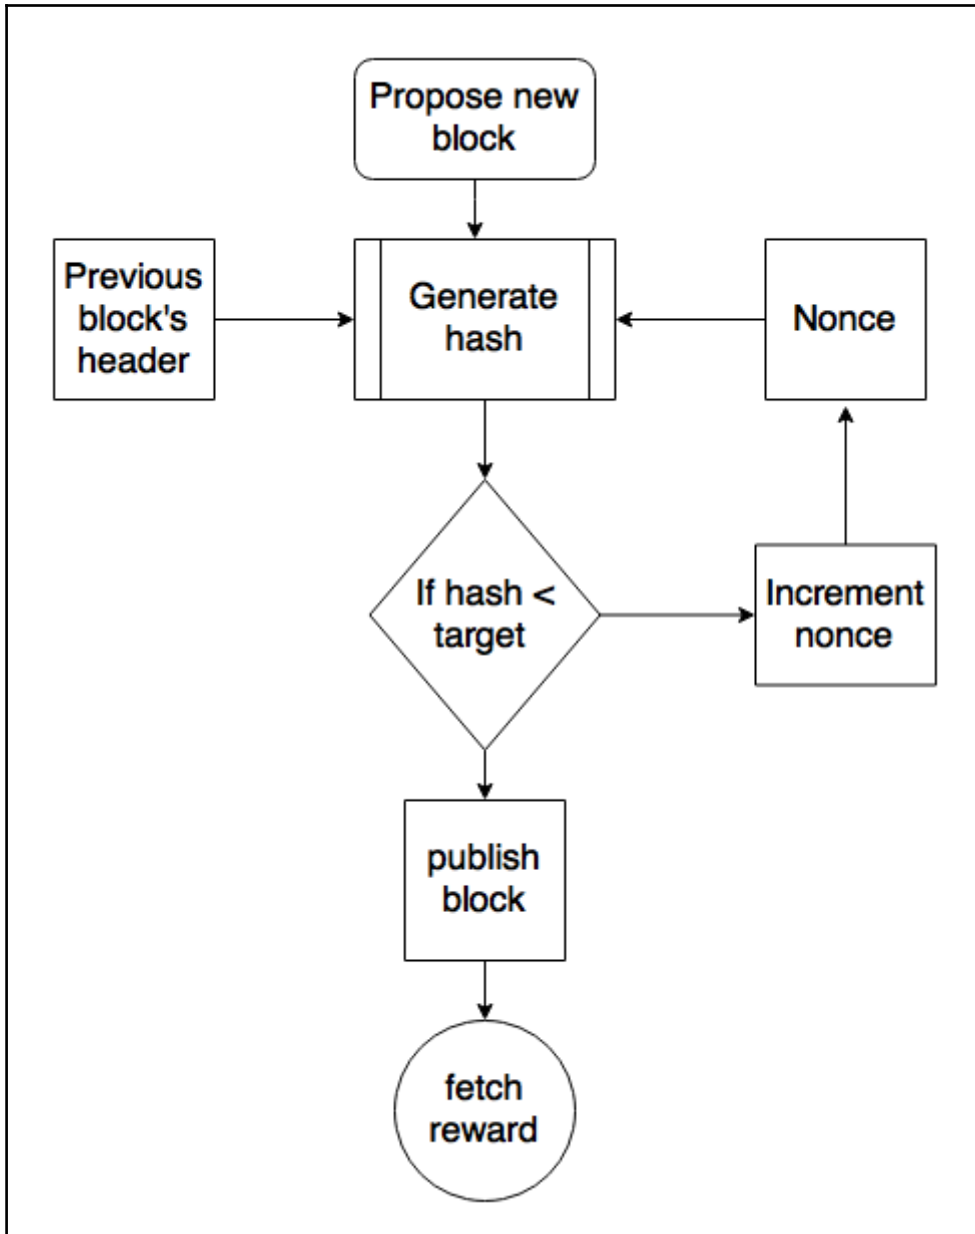 Propose new
block
Previous
block's
header
Generate
hash
Nonce
If hash <
target
Increment
nonce
publish
block
fetch
reward